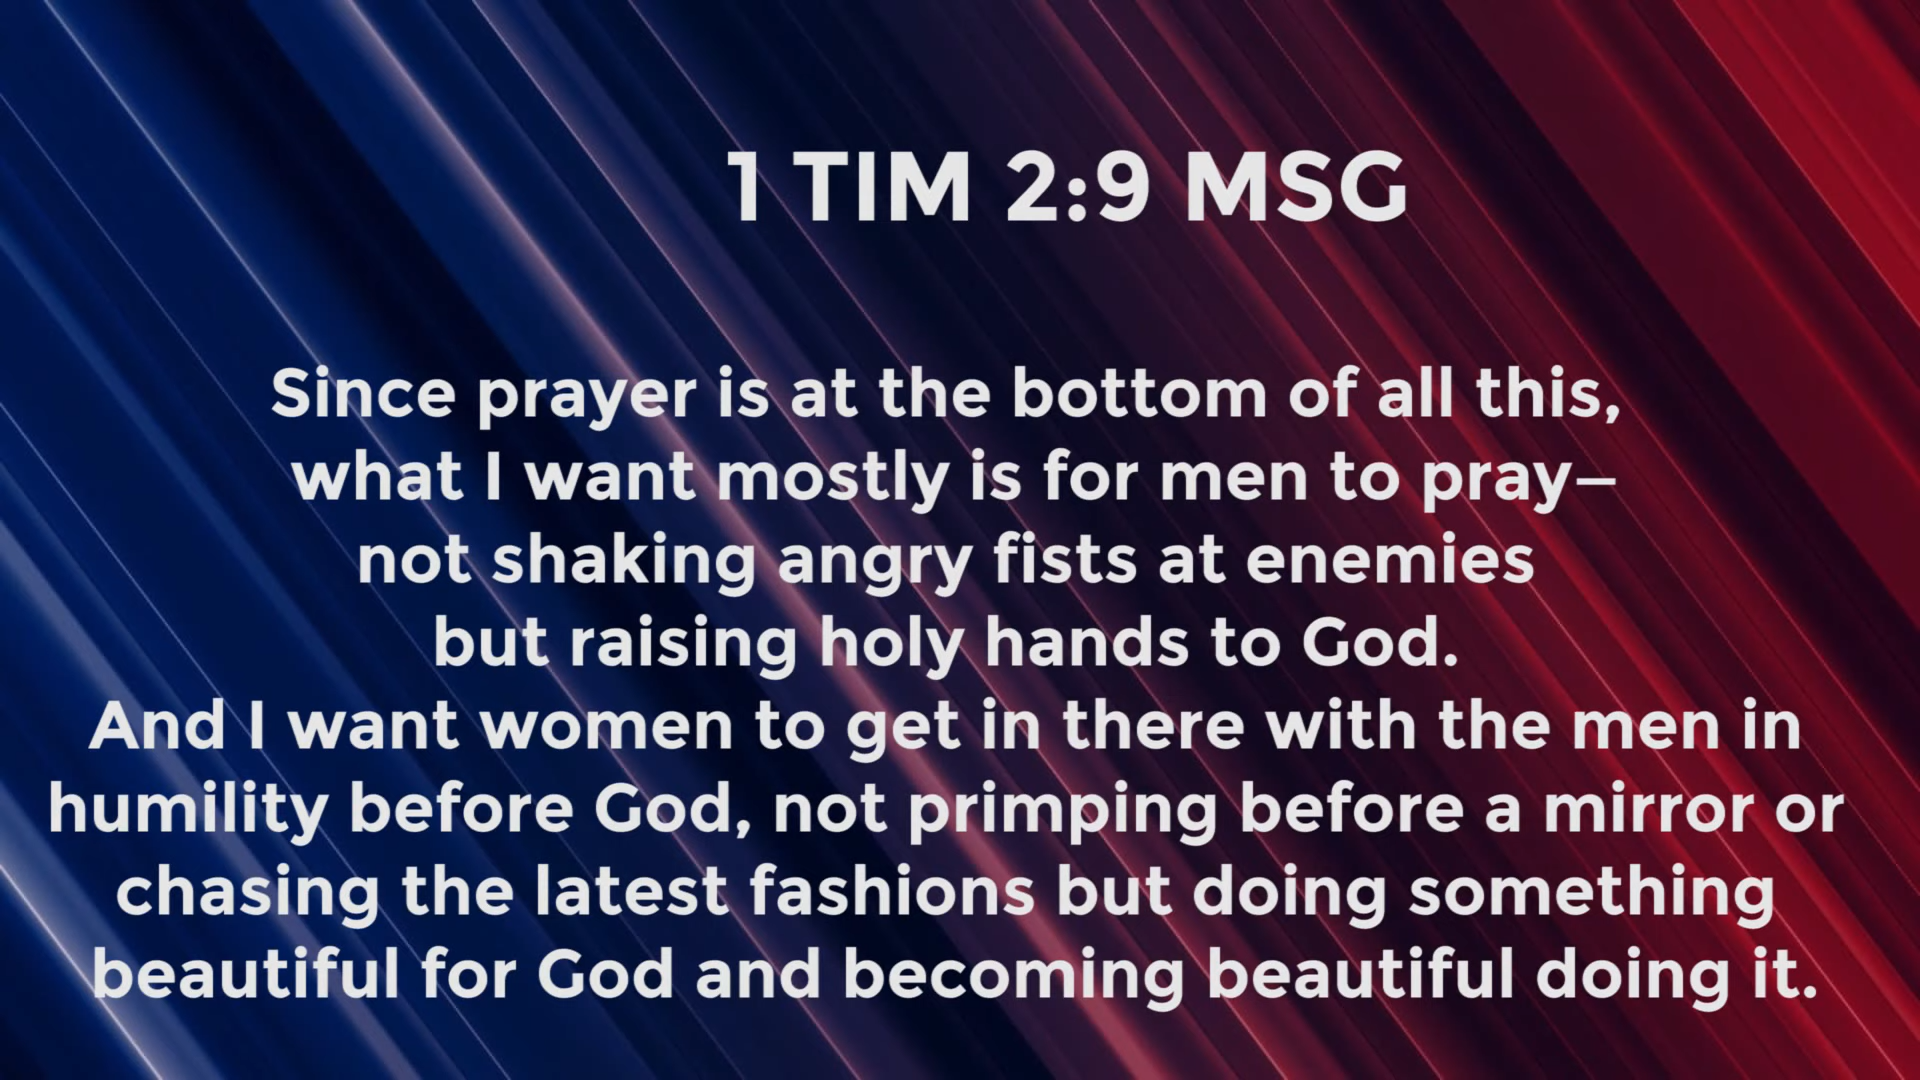 1 TIM 2:9 MSG
Since prayer is at the bottom of all this,
what I want mostly is for men to pray—
not shaking angry fists at enemies
but raising holy hands to God.
And I want women to get in there with the men in
humility before God, not primping before a mirror or
chasing the latest fashions but doing something
beautiful for God and becoming beautiful doing it.